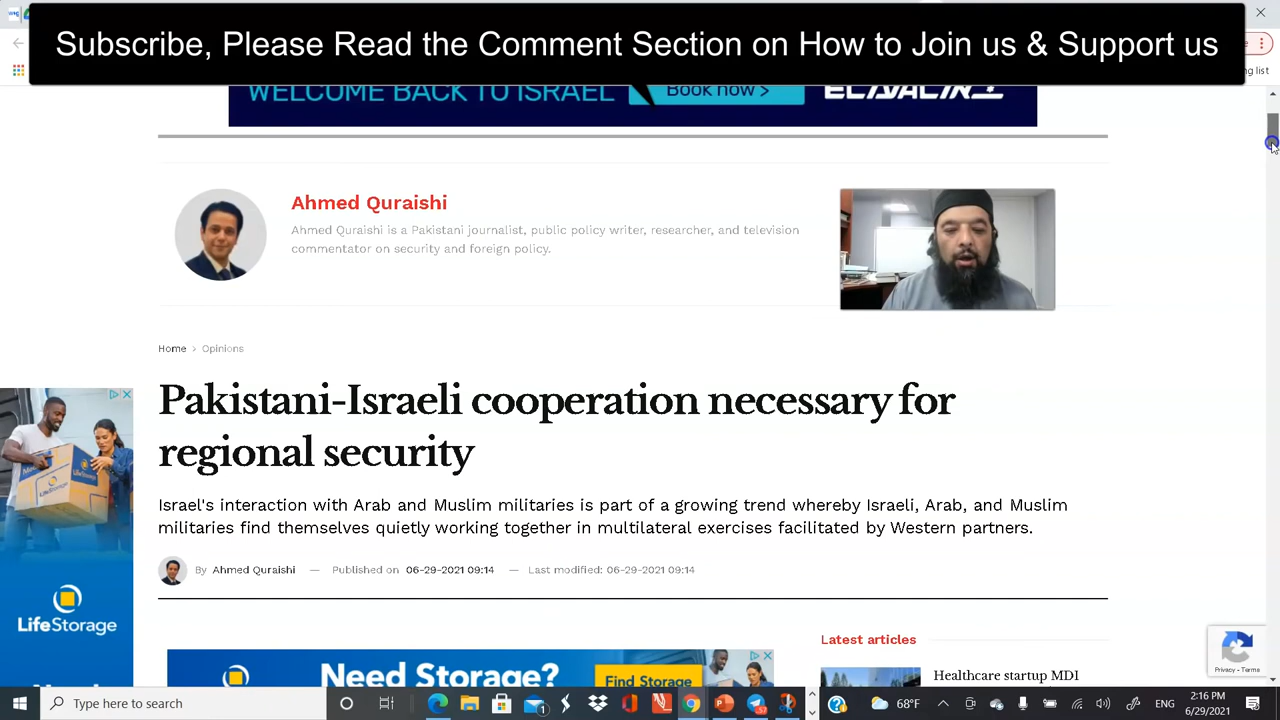 Subscribe, Please Read the Comment Section on How to Join us & Support us
WELCOME BACK TO ISRAEL Book now >
Ahmed Quraishi
Ahmed Quraishi is a Pakistani journalist, public policy writer, researcher, and television
commentator on security and foreign policy.
Home > Opinions
Pakistani-Israeli cooperation necessary for
regional security
Israel's interaction with Arab and Muslim militaries is part of a growing trend whereby Israeli, Arab, and Muslim
militaries find themselves quietly working together in multilateral exercises facilitated by Western partners.
By Ahmed Quraishi — Published on 06-29-2021 09:14 — Last modified: 06-29-2021 09:14
LifeStorage
Need Storage?
Find Storage
Latest articles
Healthcare startup MDI
Privacy - Terms
Type here to search
1
68°F
2:16 PM
6/29/2021